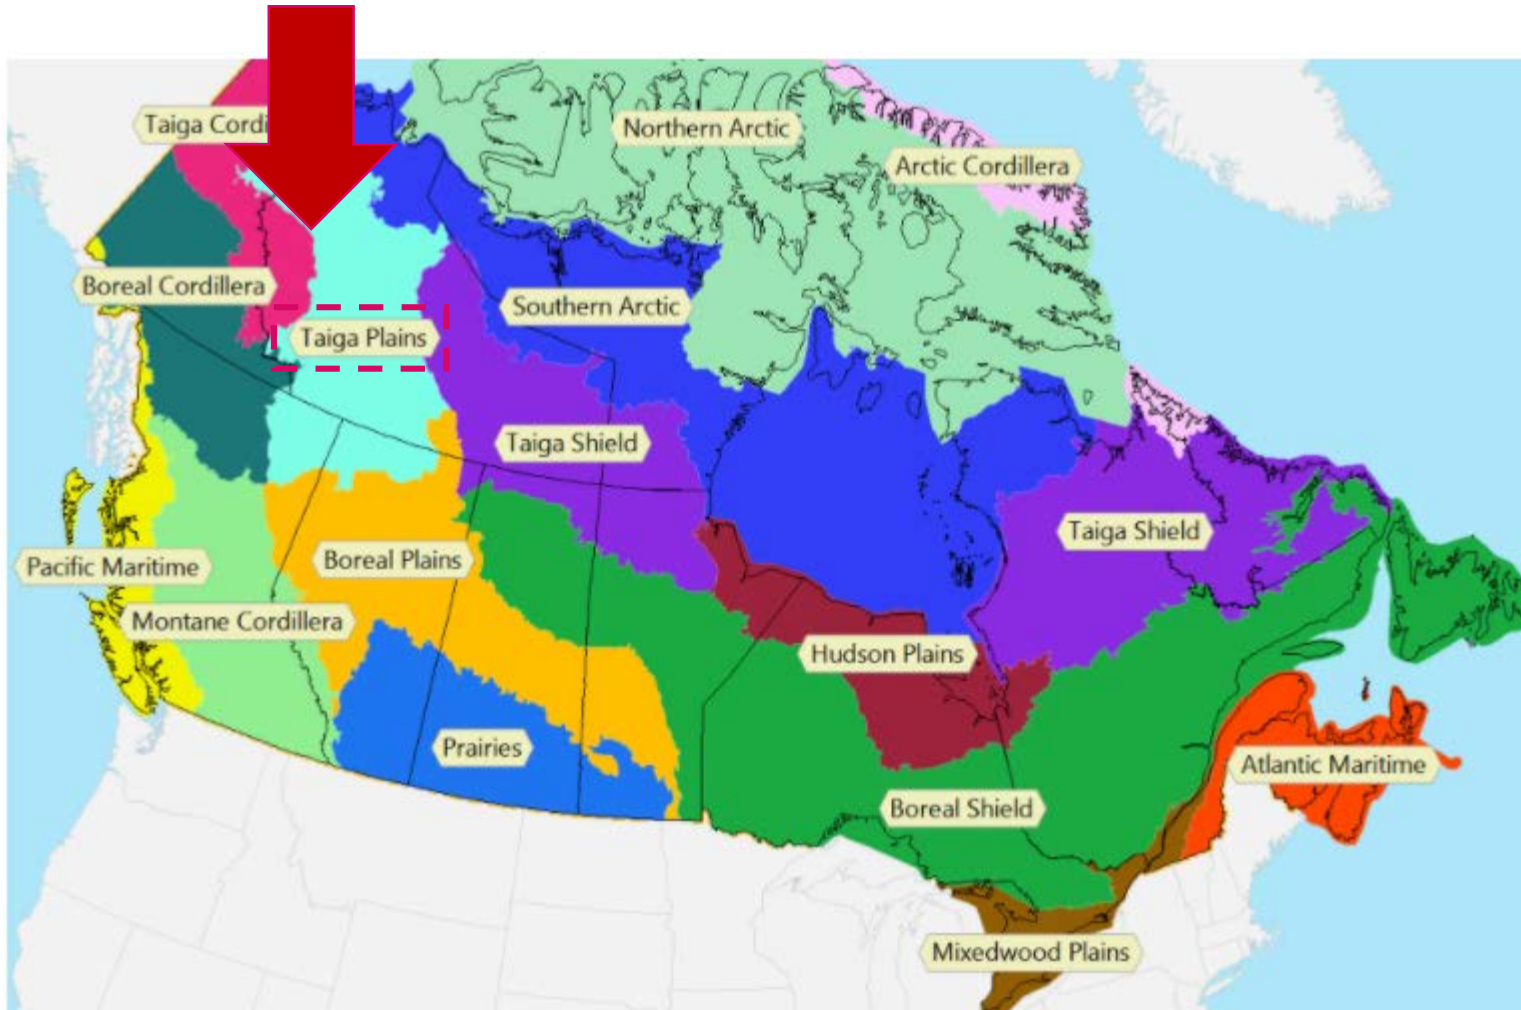 Taiga Cordi
Northern Arctic
Arctic Cordillera
Boreal Cordillera
Southern Arctic
Taiga Plains
Taiga Shield
Taiga Shield
Boreal Plains
Pacific Maritime
Montane Cordillera
Hudson Plains
Prairies
Atlantic Maritime
Boreal Shield
Mixedwood Plains